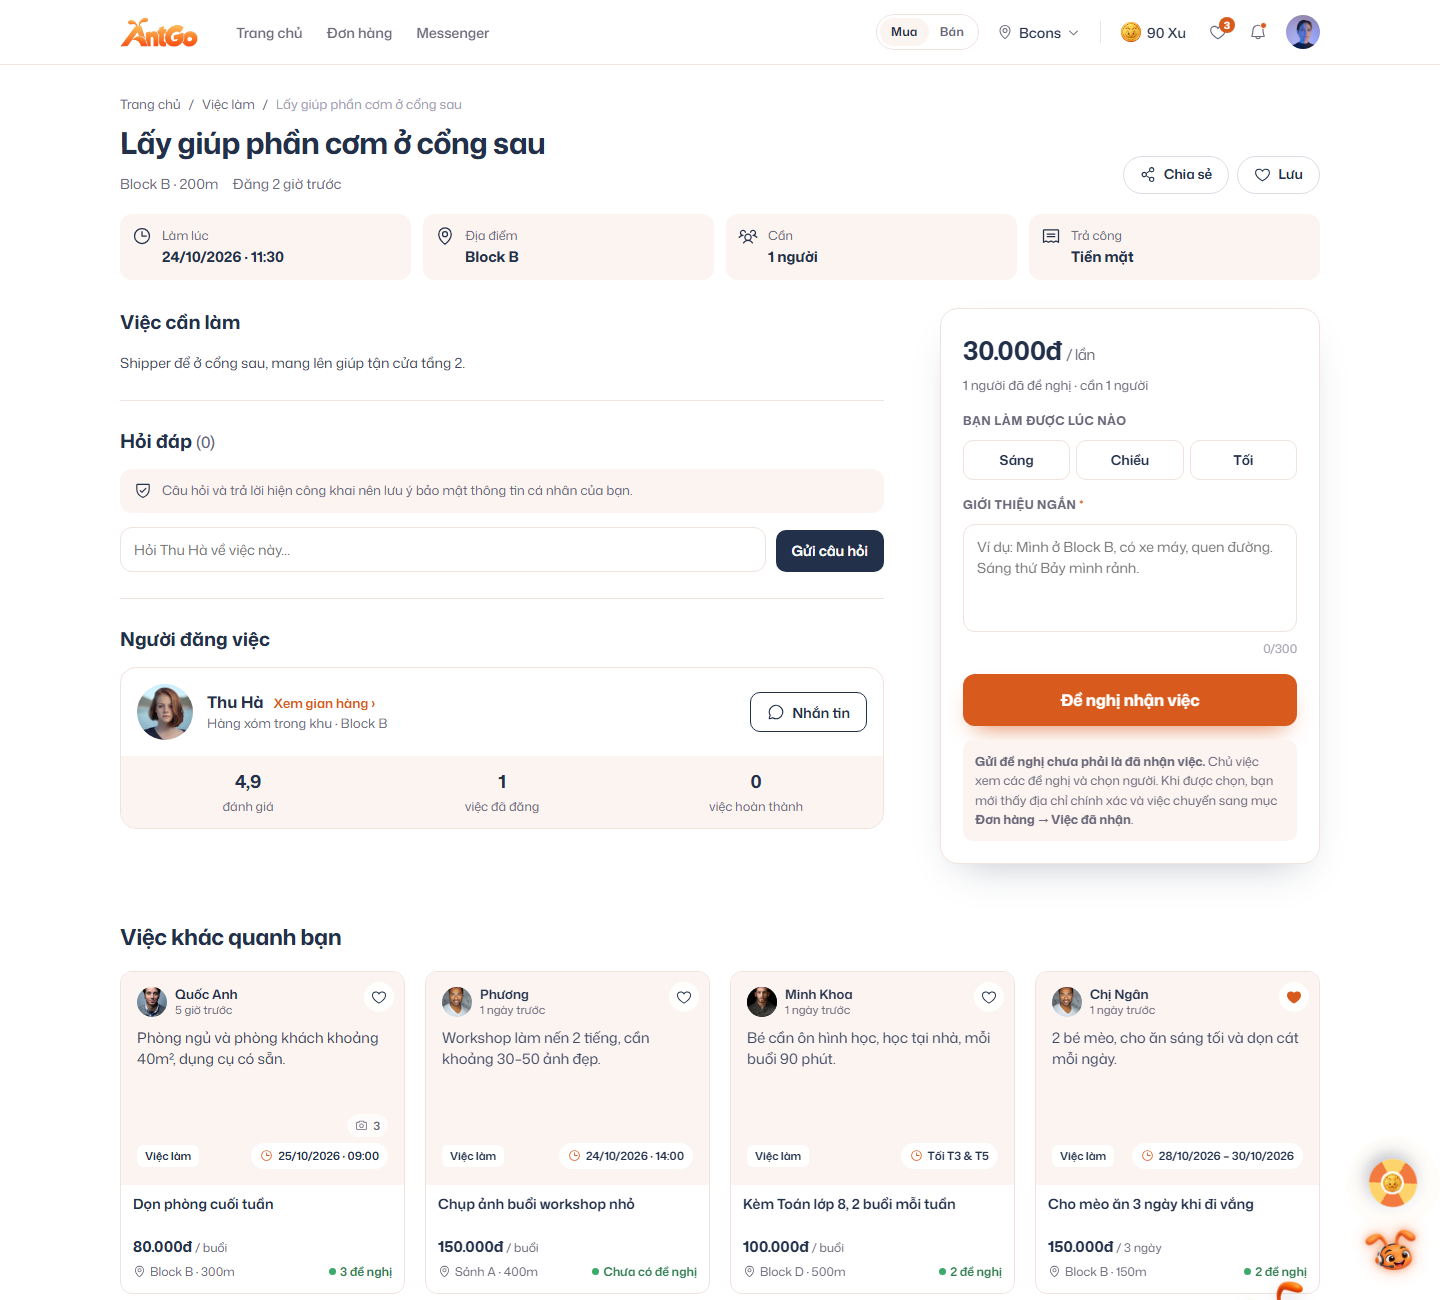 AntGo
Trang chủ
Đơn hàng
Messenger
Mua
Bán
Bcons
90 Xu
3
Trang chủ / Việc làm / Lấy giúp phần cơm ở cổng sau
Lấy giúp phần cơm ở cổng sau
Block B · 200m Đăng 2 giờ trước
Chia sẻ
Lưu
Làm lúc
24/10/2026 · 11:30
Địa điểm
Block B
Cần
1 người
Trả công
Tiền mặt
Việc cần làm
Shipper để ở cổng sau, mang lên giúp tận cửa tầng 2.
Hỏi đáp (0)
Câu hỏi và trả lời hiện công khai nên lưu ý bảo mật thông tin cá nhân của bạn.
Hỏi Thu Hà về việc này...
Gửi câu hỏi
Người đăng việc
Thu Hà Xem gian hàng ›
Hàng xóm trong khu · Block B
Nhắn tin
4,9
đánh giá
1
việc đã đăng
0
việc hoàn thành
30.000đ / lần
1 người đã đề nghị · cần 1 người
BẠN LÀM ĐƯỢC LÚC NÀO
Sáng
Chiều
Tối
GIỚI THIỆU NGẮN *
Ví dụ: Mình ở Block B, có xe máy, quen đường.
Sáng thứ Bảy mình rảnh.
0/300
Đề nghị nhận việc
Gửi đề nghị chưa phải là đã nhận việc. Chủ việc
xem các đề nghị và chọn người. Khi được chọn, bạn
mới thấy địa chỉ chính xác và việc chuyển sang mục
Đơn hàng → Việc đã nhận.
Việc khác quanh bạn
Quốc Anh
5 giờ trước
Phòng ngủ và phòng khách khoảng
40m², dụng cụ có sẵn.
3
Việc làm
25/10/2026 · 09:00
Dọn phòng cuối tuần
80.000đ / buổi
Block B · 300m
3 đề nghị
Phương
1 ngày trước
Workshop làm nến 2 tiếng, cần
khoảng 30–50 ảnh đẹp.
Việc làm
24/10/2026 · 14:00
Chụp ảnh buổi workshop nhỏ
150.000đ / buổi
Sảnh A · 400m
Chưa có đề nghị
Minh Khoa
1 ngày trước
Bé cần ôn hình học, học tại nhà, mỗi
buổi 90 phút.
Việc làm
Tối T3 & T5
Kèm Toán lớp 8, 2 buổi mỗi tuần
100.000đ / buổi
Block D · 500m
2 đề nghị
Chị Ngân
1 ngày trước
2 bé mèo, cho ăn sáng tối và dọn cát
mỗi ngày.
Việc làm
28/10/2026 – 30/10/2026
Cho mèo ăn 3 ngày khi đi vắng
150.000đ / 3 ngày
Block B · 150m
2 đề nghị